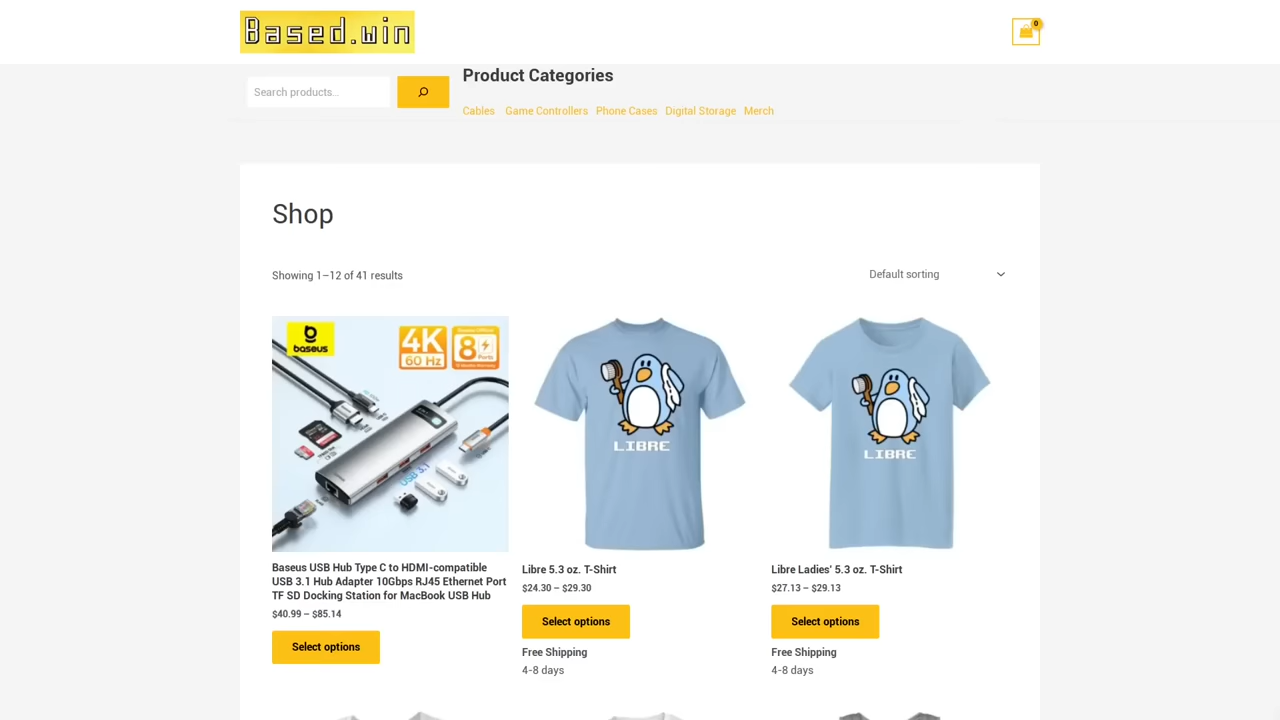 Based.win
0
Search products…
Product Categories
Cables Game Controllers Phone Cases Digital Storage Merch
Shop
Showing 1–12 of 41 results
Default sorting
baseus
4K
60 Hz
8
Ports
USB 3.1
LIBRE
LIBRE
Baseus USB Hub Type C to HDMI-compatible
USB 3.1 Hub Adapter 10Gbps RJ45 Ethernet Port
TF SD Docking Station for MacBook USB Hub
$40.99 – $85.14
Select options
Libre 5.3 oz. T-Shirt
$24.30 – $29.30
Select options
Free Shipping
4-8 days
Libre Ladies' 5.3 oz. T-Shirt
$27.13 – $29.13
Select options
Free Shipping
4-8 days